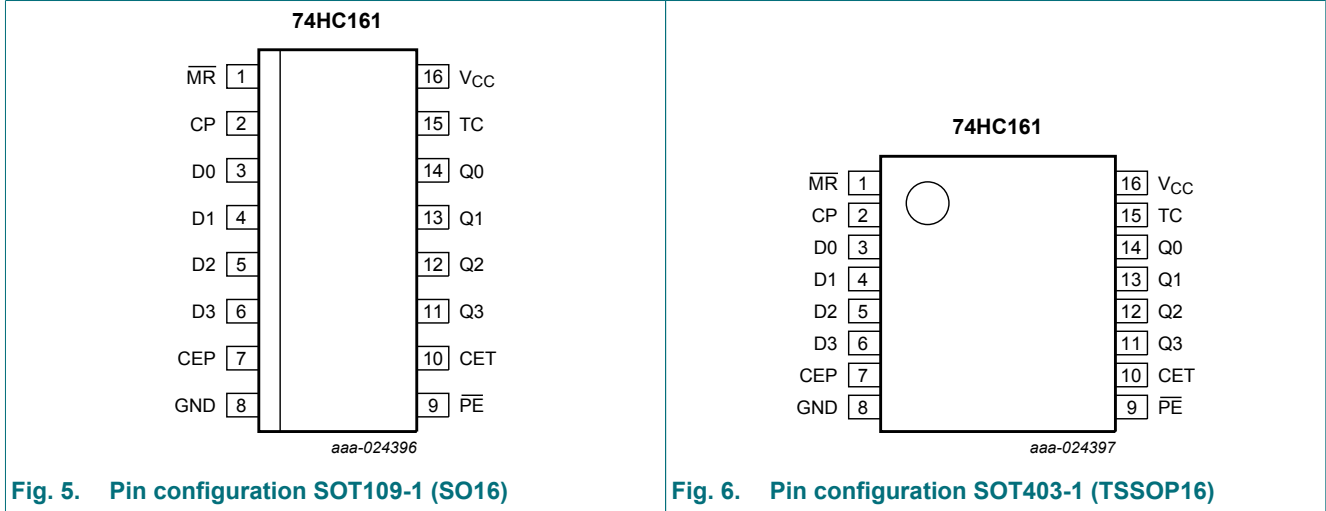 74HC161
MR 1
CP 2
D0 3
D1 4
D2 5
D3 6
CEP 7
GND 8
16 VCC
15 TC
14 Q0
13 Q1
12 Q2
11 Q3
10 CET
9 PE
aaa-024396
Fig. 5. Pin configuration SOT109-1 (SO16)
74HC161
MR 1
CP 2
D0 3
D1 4
D2 5
D3 6
CEP 7
GND 8
16 VCC
15 TC
14 Q0
13 Q1
12 Q2
11 Q3
10 CET
9 PE
aaa-024397
Fig. 6. Pin configuration SOT403-1 (TSSOP16)